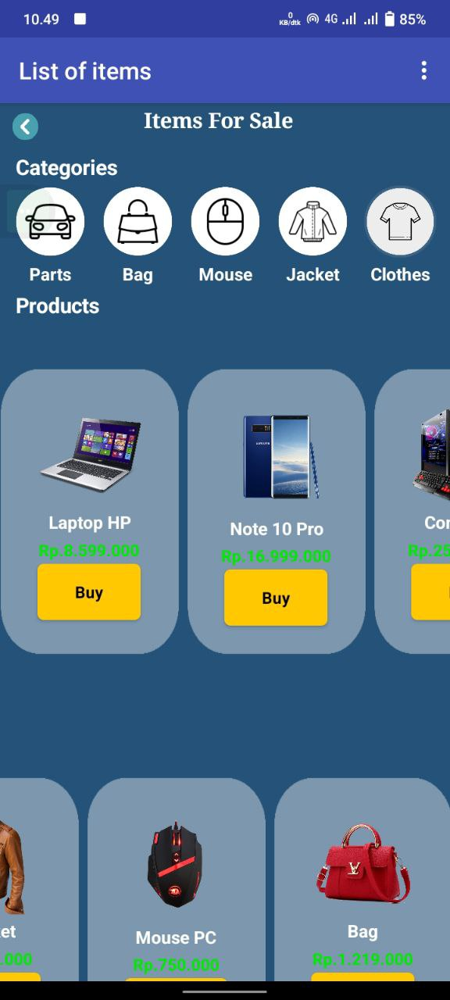 10.49
0
KB/dtk
4G
85%
List of items
Items For Sale
Categories
Parts
Bag
Mouse
Jacket
Clothes
Products
SAMSUNG
Laptop HP
Rp.8.599.000
Buy
Note 10 Pro
Rp.16.999.000
Buy
Cor
Rp.25
et
.000
Mouse PC
Rp.750.000
Bag
Rp.1.219.000